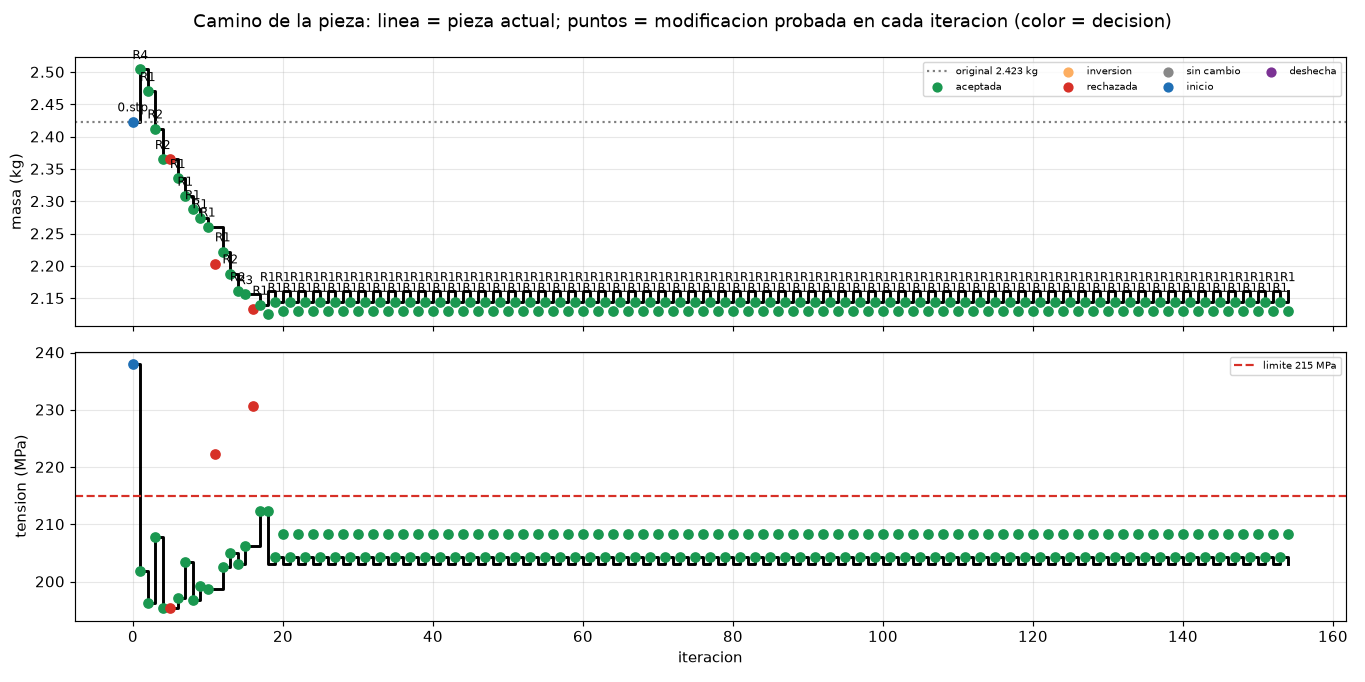 Camino de la pieza: linea = pieza actual; puntos = modificacion probada en cada iteracion (color = decision)
original 2.423 kg
aceptada
inversion
rechazada
sin cambio
inicio
deshecha
masa (kg)
2.50
2.45
2.40
2.35
2.30
2.25
2.20
2.15
0.stp
R4
R1
R2
R2
R1
R1
R1
R1
R1
R1
R2
R3
R1
R1R1R1R1R1R1R1R1R1R1R1R1R1R1R1R1R1R1R1R1R1R1R1R1R1R1R1R1R1R1R1R1R1R1R1R1R1R1R1R1R1R1R1R1R1R1R1R1R1R1R1R1R1R1R1R1R1R1R1R1R1R1R1R1R1R1R1R1R1
limite 215 MPa
tension (MPa)
240
230
220
210
200
0
20
40
60
80
100
120
140
160
iteracion